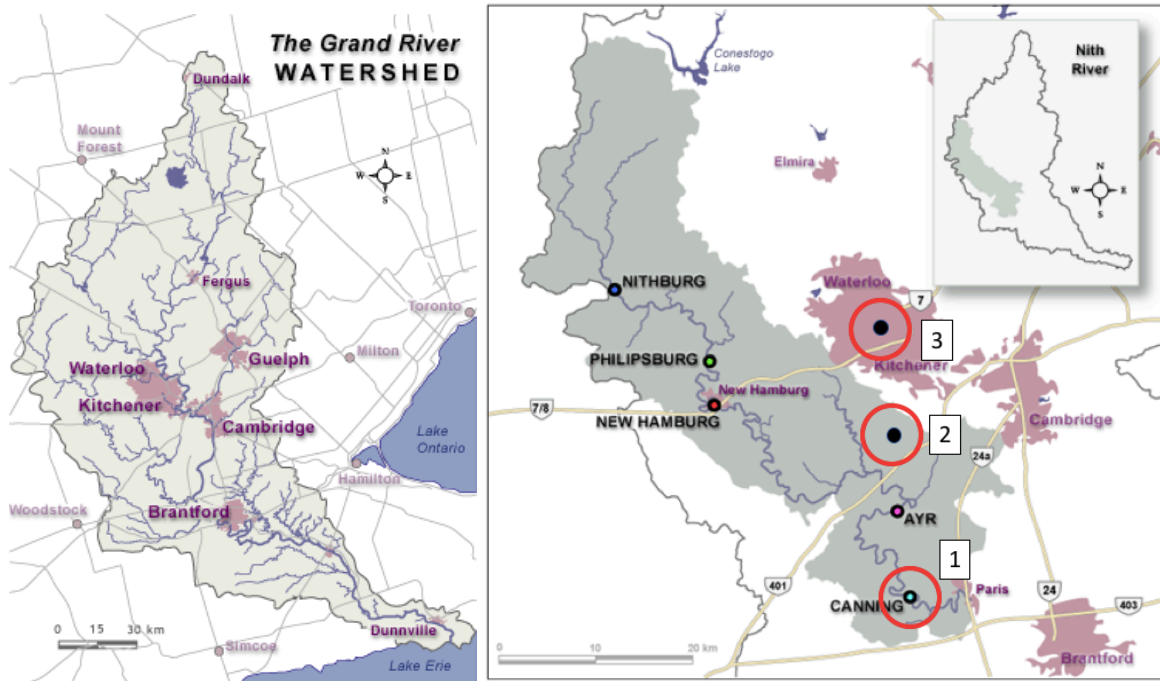 The Grand River
WATERSHED
Dundalk
Mount
Forest
N
W
E
S
Fergus
Toronto
Guelph
Milton
Waterloo
Kitchener
Cambridge
Lake
Ontario
Hamilton
Woodstock
Brantford
Dunnville
0 15 30 km
Simcoe
Lake Erie
Conestogo
Lake
Nith
River
N
W
E
S
Elmira
NITHBURG
Waterloo
7
3
PHILIPSBURG
Kitchener
New Hamburg
7/8
NEW HAMBURG
2
Cambridge
24a
AYR
1
401
CANNING
Paris
24
403
0 10 20 km
Brantford